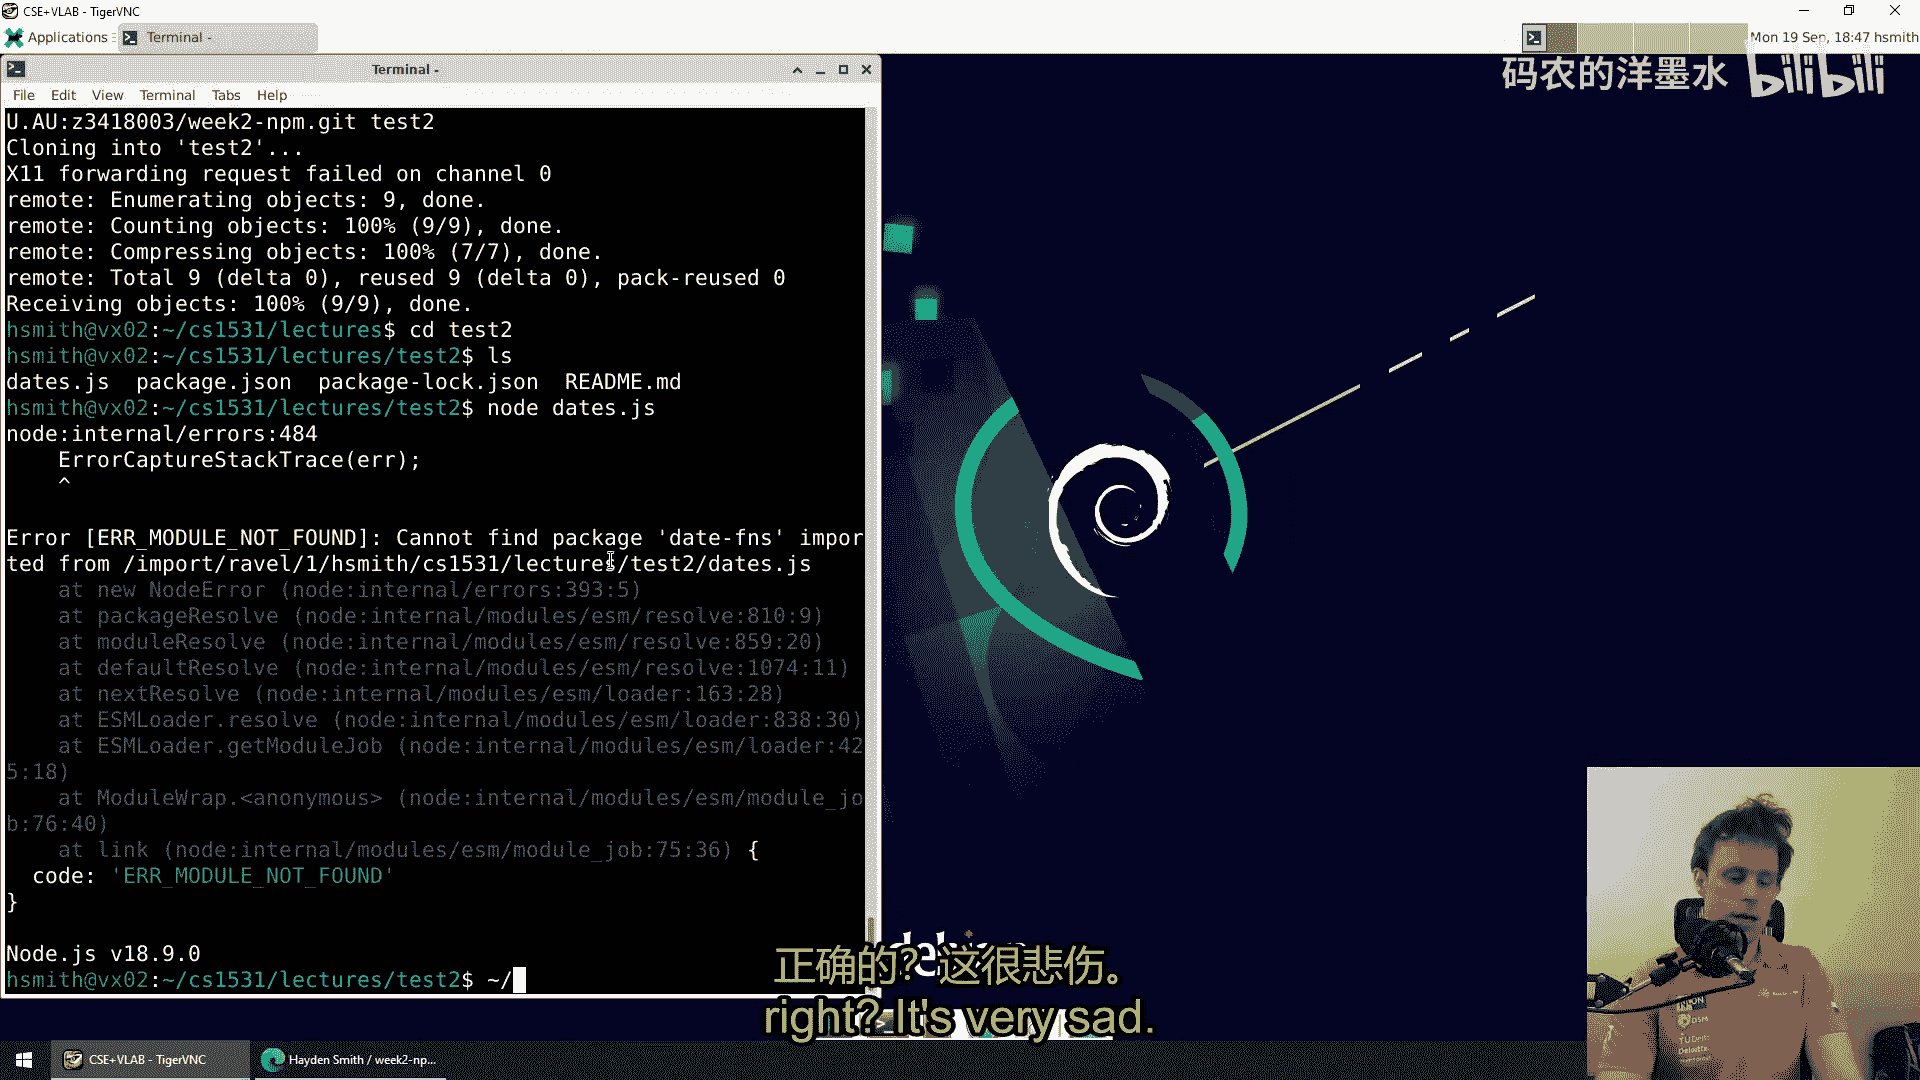 CSE+VLAB - TigerVNC
Applications
Terminal -
Mon 19 Sep, 18:47 hsmith
码农的洋墨水 bilibili
Terminal -
File Edit View Terminal Tabs Help
U.AU:z3418003/week2-npm.git test2
Cloning into 'test2'...
X11 forwarding request failed on channel 0
remote: Enumerating objects: 9, done.
remote: Counting objects: 100% (9/9), done.
remote: Compressing objects: 100% (7/7), done.
remote: Total 9 (delta 0), reused 9 (delta 0), pack-reused 0
Receiving objects: 100% (9/9), done.
hsmith@vx02:~/cs1531/lectures$ cd test2
hsmith@vx02:~/cs1531/lectures/test2$ ls
dates.js  package.json  package-lock.json  README.md
hsmith@vx02:~/cs1531/lectures/test2$ node dates.js
node:internal/errors:484
    ErrorCaptureStackTrace(err);
    ^
Error [ERR_MODULE_NOT_FOUND]: Cannot find package 'date-fns' impor
ted from /import/ravel/1/hsmith/cs1531/lectures/test2/dates.js
    at new NodeError (node:internal/errors:393:5)
    at packageResolve (node:internal/modules/esm/resolve:810:9)
    at moduleResolve (node:internal/modules/esm/resolve:859:20)
    at defaultResolve (node:internal/modules/esm/resolve:1074:11)
    at nextResolve (node:internal/modules/esm/loader:163:28)
    at ESMLoader.resolve (node:internal/modules/esm/loader:838:30)
    at ESMLoader.getModuleJob (node:internal/modules/esm/loader:42
5:18)
    at ModuleWrap.<anonymous> (node:internal/modules/esm/module_jo
b:76:40)
    at link (node:internal/modules/esm/module_job:75:36) {
  code: 'ERR_MODULE_NOT_FOUND'
}
Node.js v18.9.0
hsmith@vx02:~/cs1531/lectures/test2$ ~/
正确的？这很悲伤。
right? It's very sad.
CSE+VLAB - TigerVNC
Hayden Smith / week2-np...